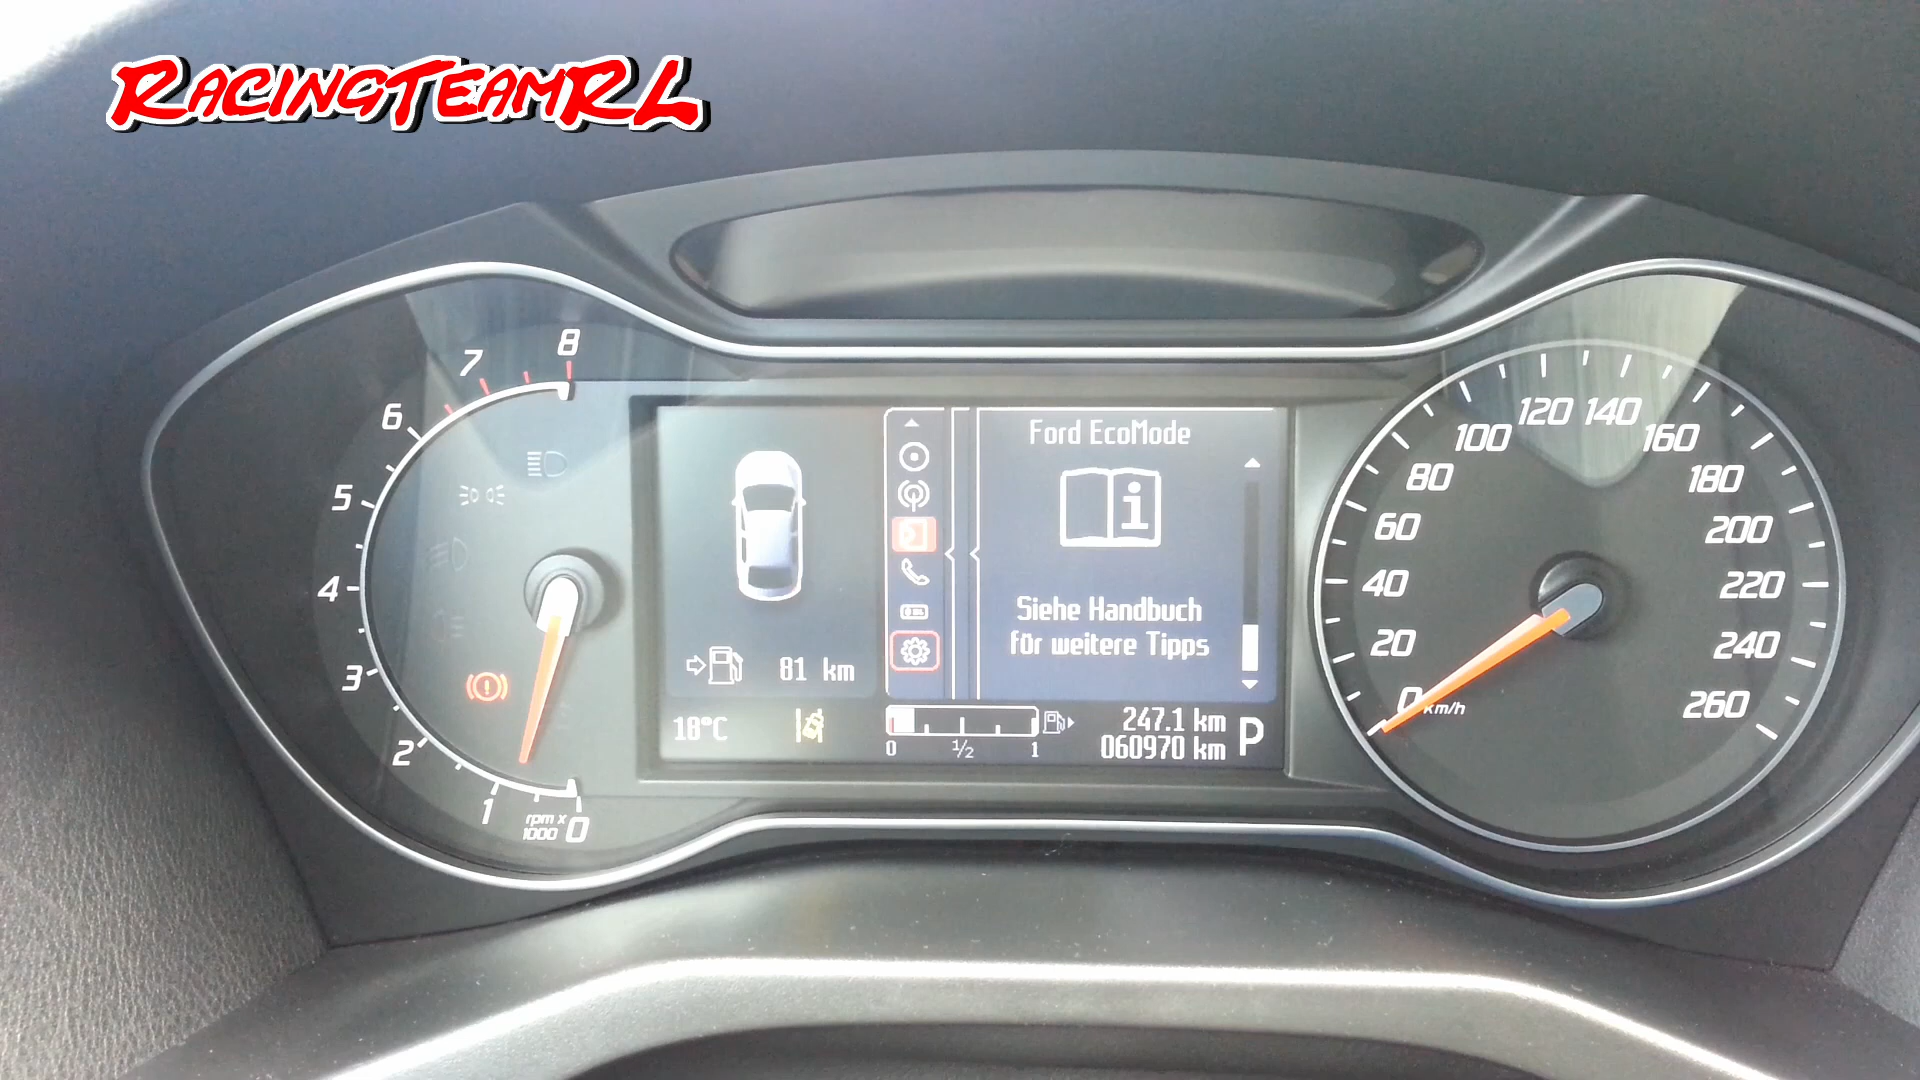 RacingTeamRL
8
7
6
5
4
3
2
1
rpm x
1000
0
Ford EcoMode
Siehe Handbuch
für weitere Tipps
81 km
18°C
0
1/2
1
247.1 km
060970 km
P
0
km/h
20
40
60
80
100
120
140
160
180
200
220
240
260